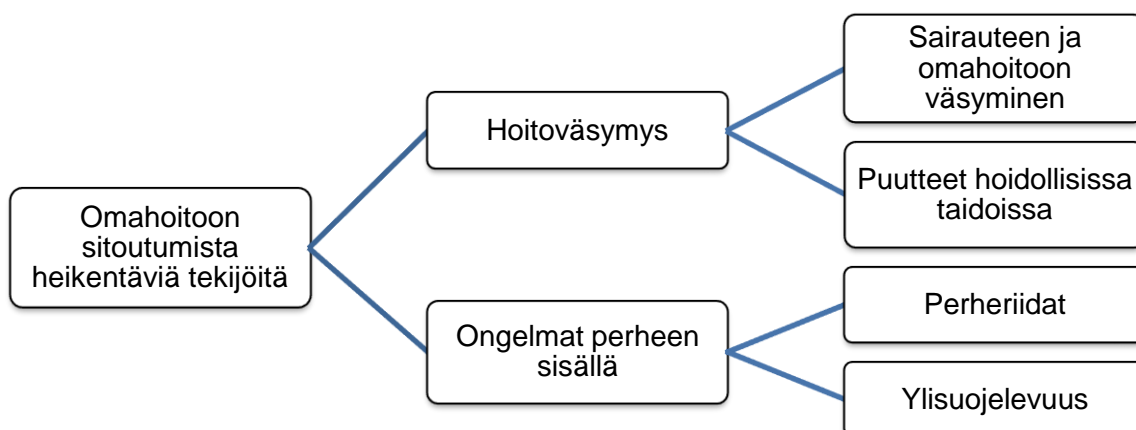 Omahoitoon
sitoutumista
heikentäviä tekijöitä
Hoitoväsymys
Ongelmat perheen
sisällä
Sairauteen ja
omahoitoon
väsyminen
Puutteet hoidollisissa
taidoissa
Perheriidat
Ylisuojelevuus